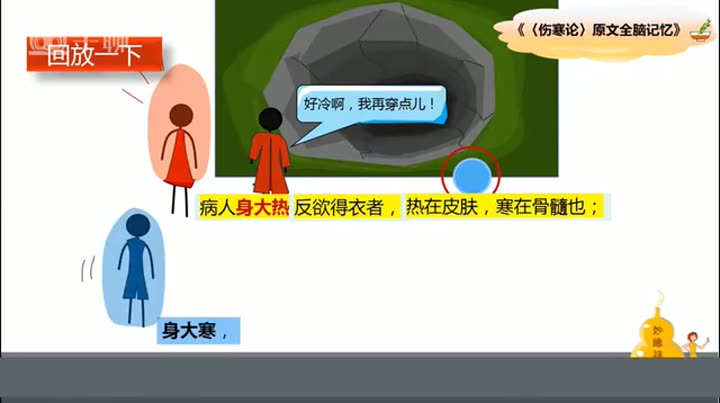 回放一下
《〈伤寒论〉原文全脑记忆》
好冷啊，我再穿点儿！
病人身大热 反欲得衣者， 热在皮肤，寒在骨髓也；
身大寒，
妙缘